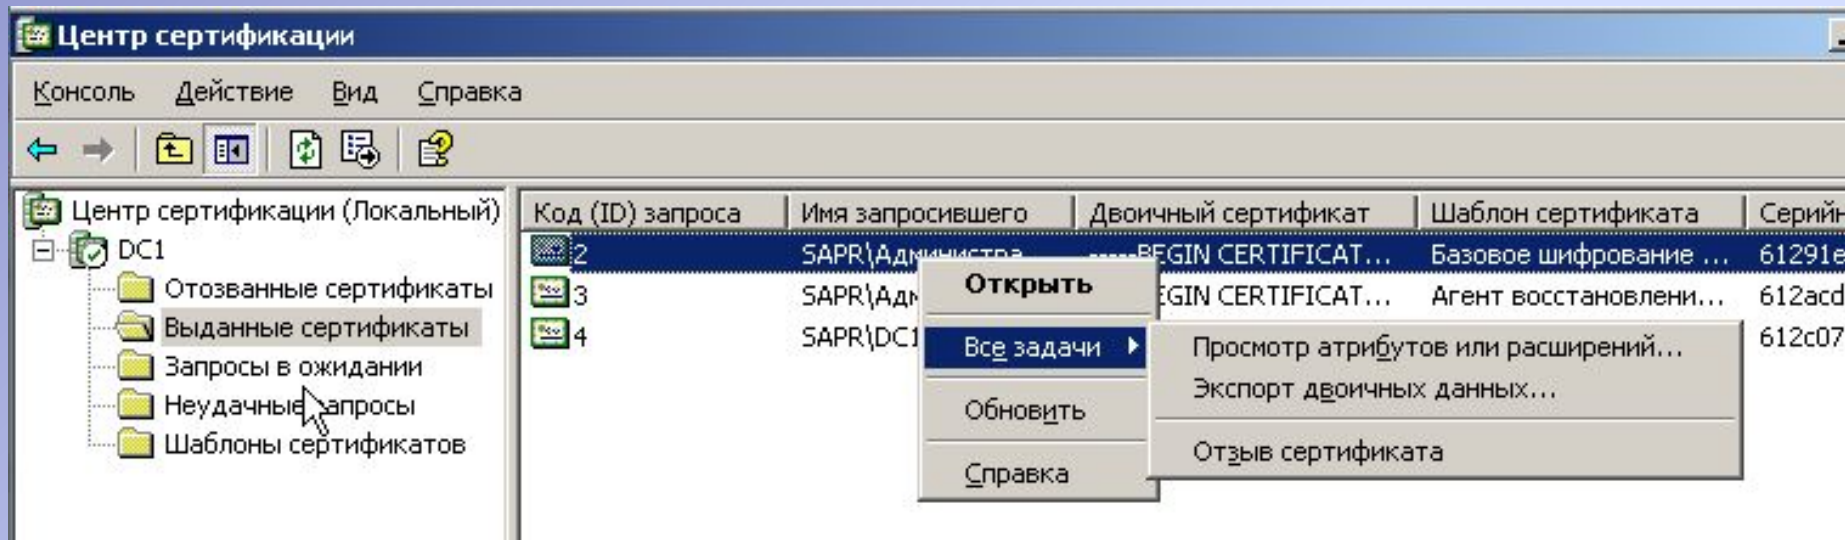 Центр сертификации
Консоль Действие Вид Справка
Центр сертификации (Локальный)
DC1
Отозванные сертификаты
Выданные сертификаты
Запросы в ожидании
Неудачные запросы
Шаблоны сертификатов
Код (ID) запроса Имя запросившего Двоичный сертификат Шаблон сертификата Серийн
2 SAPR\Администра... -----BEGIN CERTIFICAT... Базовое шифрование ... 61291e
3 SAPR\Адм EGIN CERTIFICAT... Агент восстановлени... 612acd
4 SAPR\DC1 612c07
Открыть
Все задачи
Обновить
Справка
Просмотр атрибутов или расширений...
Экспорт двоичных данных...
Отзыв сертификата